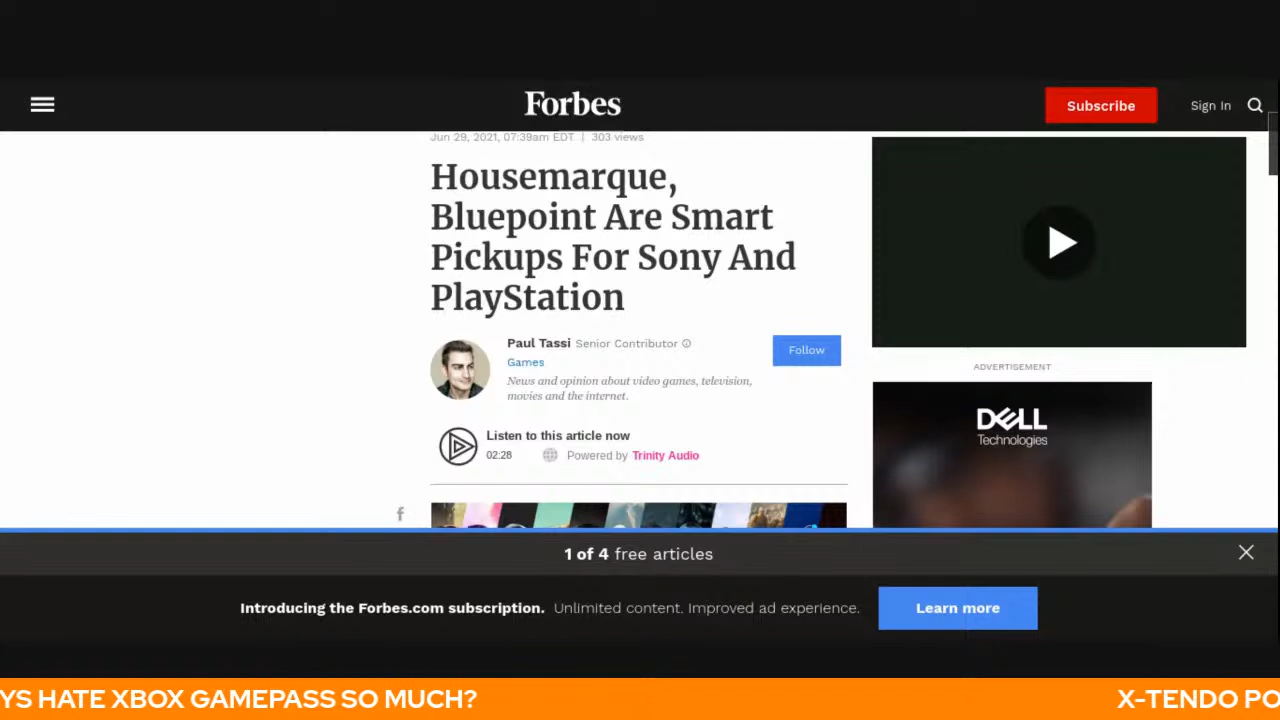 Forbes
Subscribe
Sign In
Jun 29, 2021, 07:39am EDT | 303 views
Housemarque,
Bluepoint Are Smart
Pickups For Sony And
PlayStation
Paul Tassi Senior Contributor
Games
Follow
News and opinion about video games, television,
movies and the internet.
Listen to this article now
02:28 Powered by Trinity Audio
ADVERTISEMENT
DELL
Technologies
1 of 4 free articles
Introducing the Forbes.com subscription. Unlimited content. Improved ad experience.
Learn more
YS HATE XBOX GAMEPASS SO MUCH?
X-TENDO PO